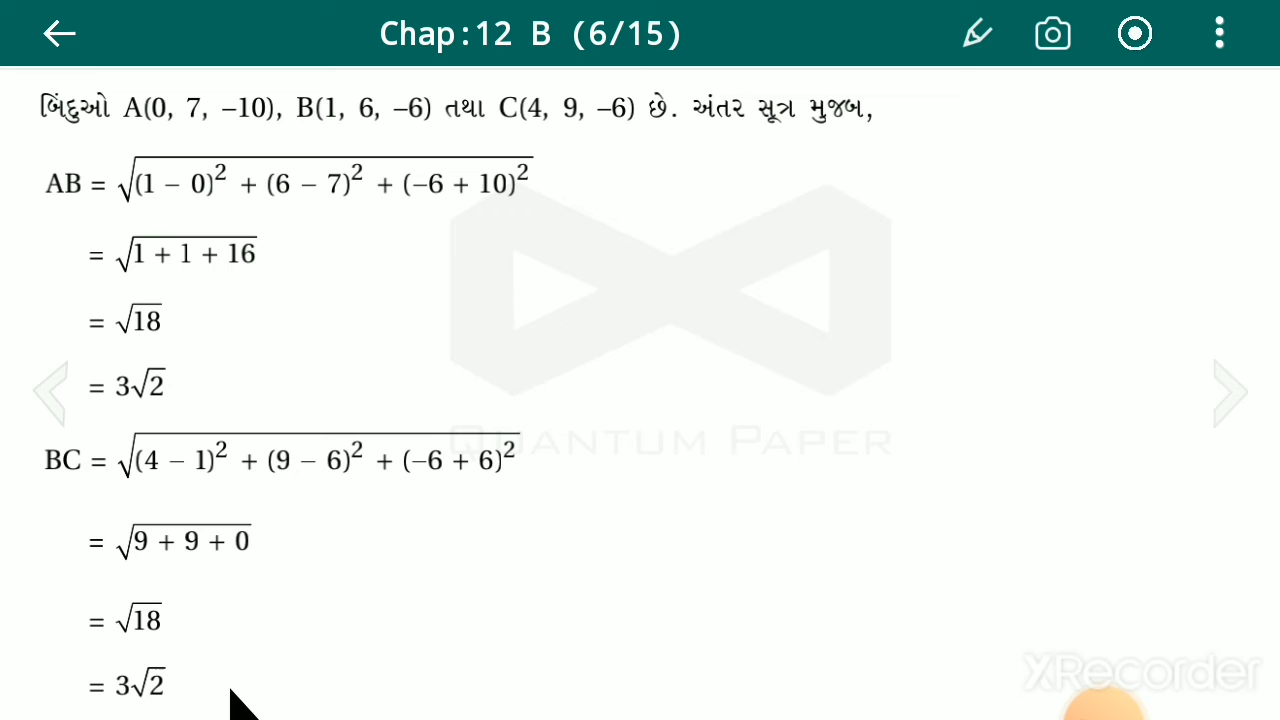 Chap:12 B (6/15)
બિંદુઓ A(0, 7, –10), B(1, 6, –6) તથા C(4, 9, –6) છે. અંતર સૂત્ર મુજબ,
AB = √(1 – 0)² + (6 – 7)² + (–6 + 10)²
= √1 + 1 + 16
= √18
= 3√2
QUANTUM PAPER
BC = √(4 – 1)² + (9 – 6)² + (–6 + 6)²
= √9 + 9 + 0
= √18
= 3√2
XRecorder